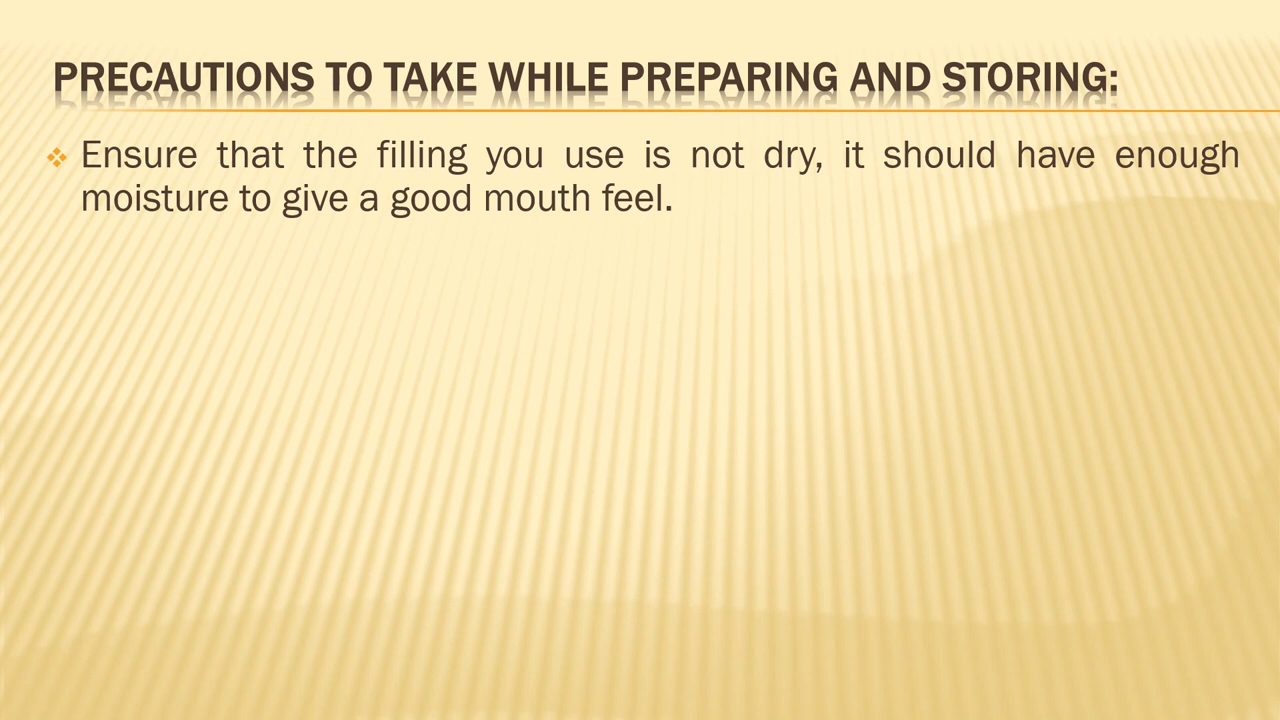 PRECAUTIONS TO TAKE WHILE PREPARING AND STORING:
Ensure that the filling you use is not dry, it should have enough
moisture to give a good mouth feel.